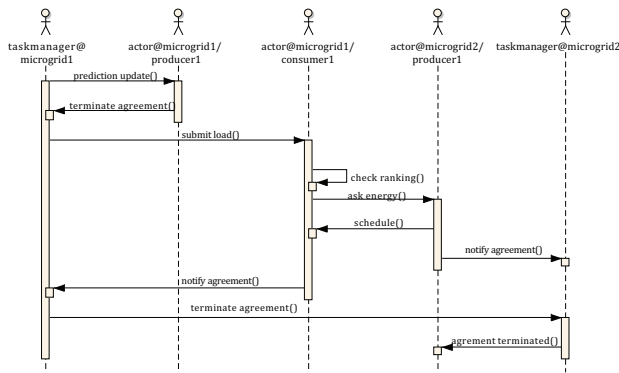 taskmanager@
microgrid1
actor@microgrid1/
producer1
actor@microgrid1/
consumer1
actor@microgrid2/
producer1
taskmanager@microgrid2
prediction update()
terminate agreement()
submit load()
check ranking()
ask energy()
schedule()
notify agreement()
notify agreement()
terminate agreement()
agrement terminated()